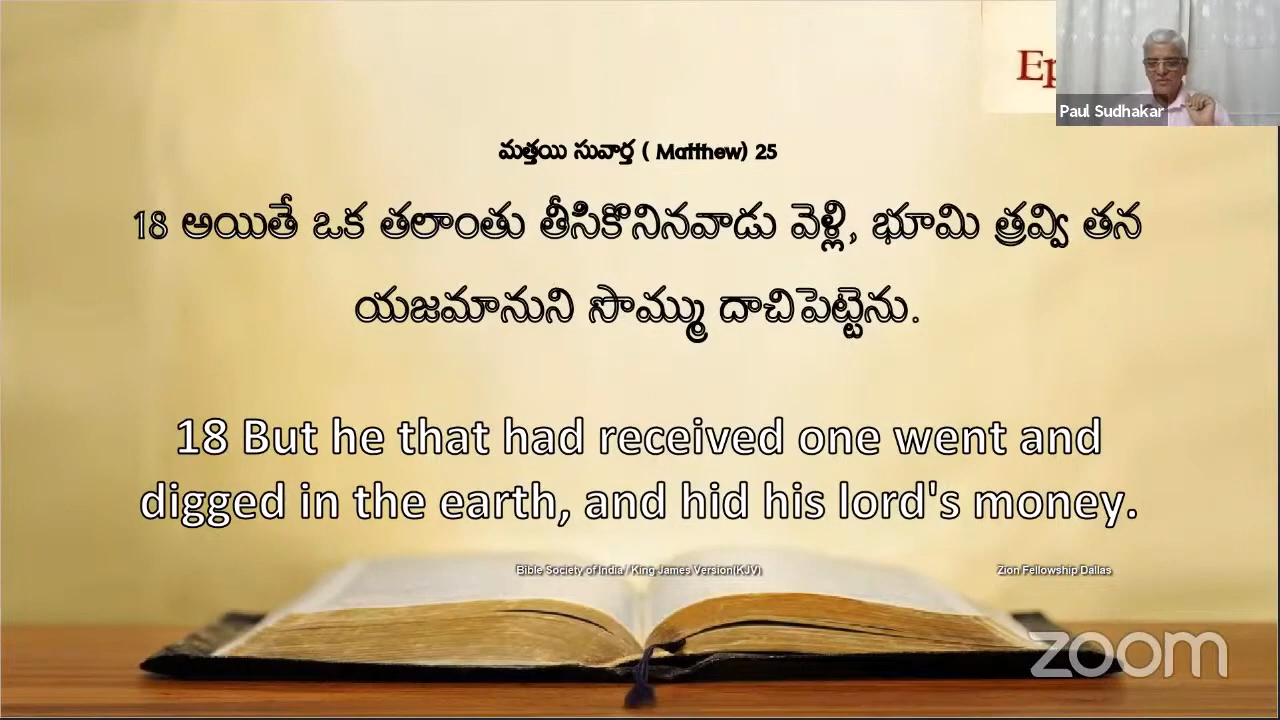 Ep
Paul Sudhakar
మత్తయి సువార్త ( Matthew) 25
18 అయితే ఒక తలాంతు తీసికొనినవాడు వెళ్లి, భూమి త్రవ్వి తన
యజమానుని సొమ్ము దాచిపెట్టెను.
18 But he that had received one went and
digged in the earth, and hid his lord's money.
Bible Society of India / King James Version(KJV)
Zion Fellowship Dallas
zoom